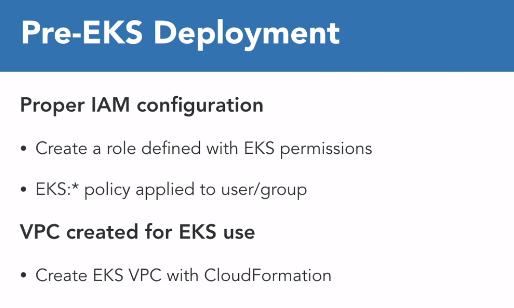 Pre-EKS Deployment
Proper IAM configuration
• Create a role defined with EKS permissions
• EKS:* policy applied to user/group
VPC created for EKS use
• Create EKS VPC with CloudFormation